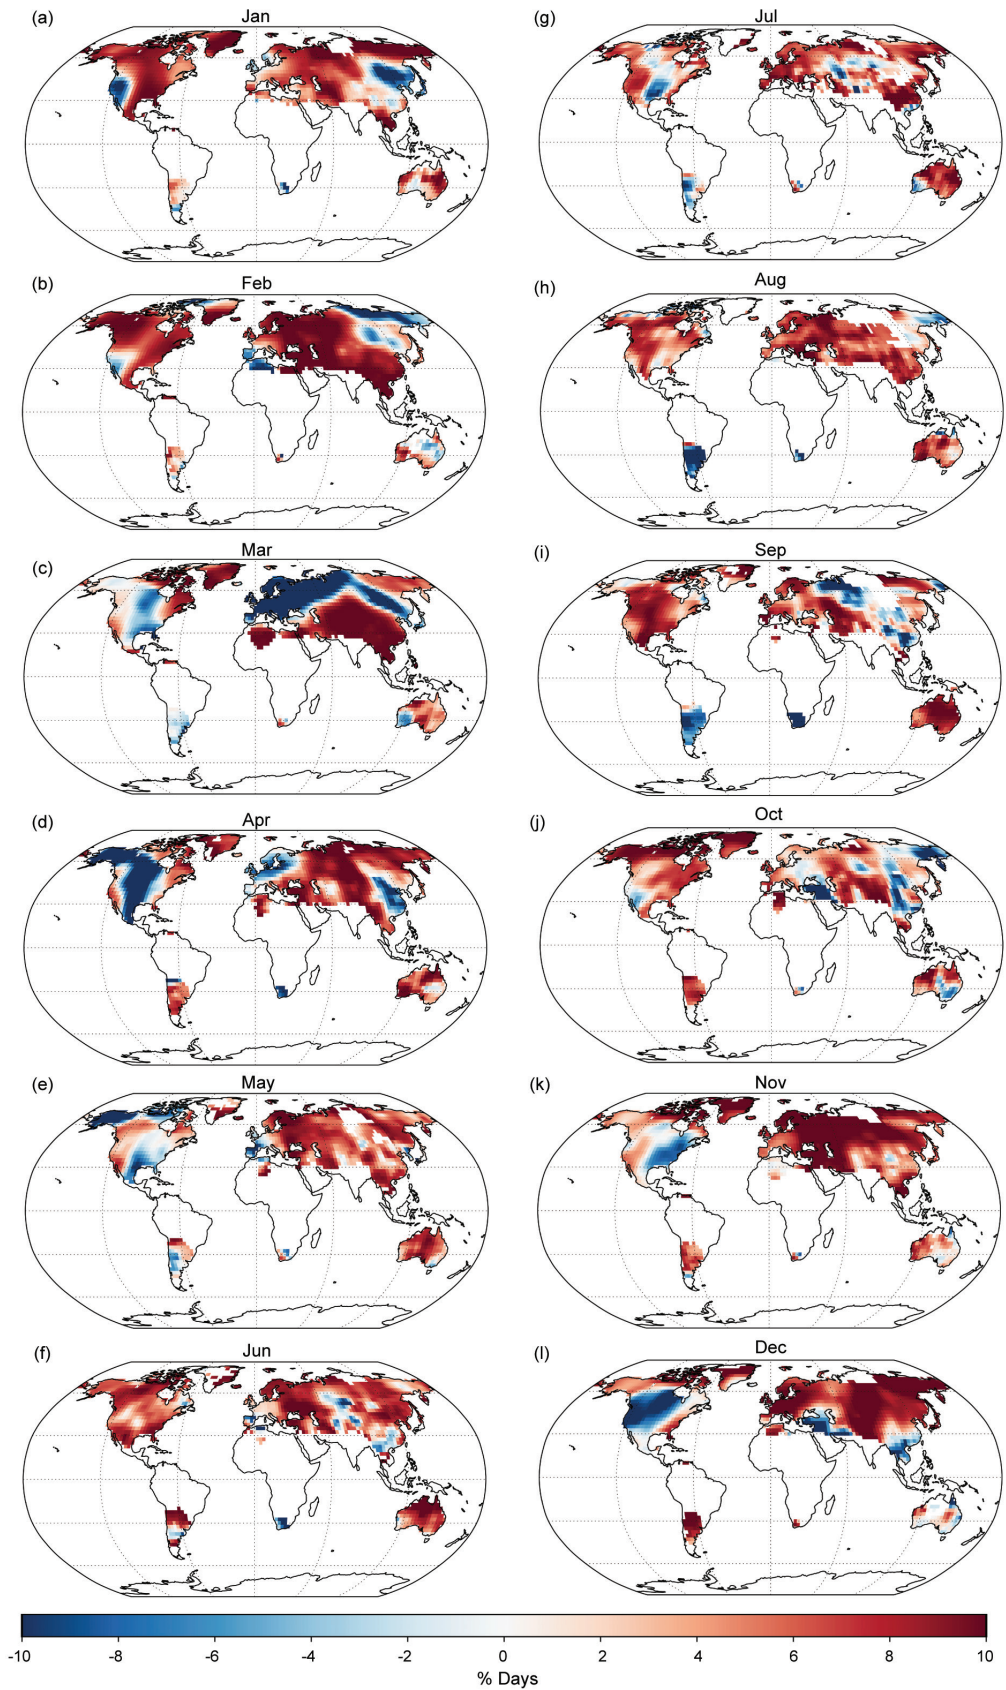 (a) Jan
(g) Jul
(b) Feb
(h) Aug
(c) Mar
(i) Sep
(d) Apr
(j) Oct
(e) May
(k) Nov
(f) Jun
(l) Dec
-10 -8 -6 -4 -2 0 2 4 6 8 10
% Days